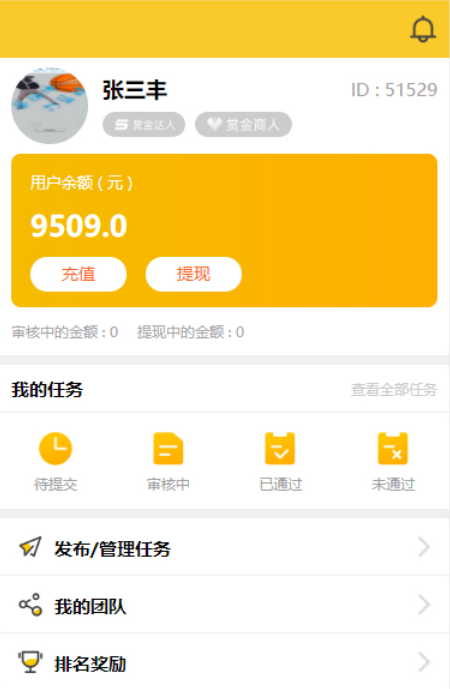 张三丰
ID : 51529
赏金达人
赏金商人
用户余额 ( 元 )
9509.0
充值
提现
审核中的金额 : 0
提现中的金额 : 0
我的任务
查看全部任务
待提交
审核中
已通过
未通过
发布/管理任务
我的团队
排名奖励